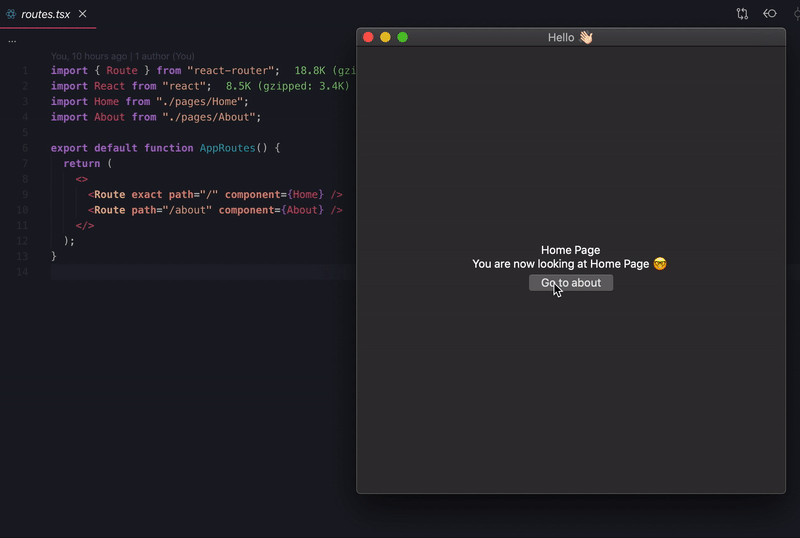 routes.tsx
...
You, 10 hours ago | 1 author (You)
1 import { Route } from "react-router"; 18.8K (gzi
2 import React from "react"; 8.5K (gzipped: 3.4K)
3 import Home from "./pages/Home";
4 import About from "./pages/About";
5
6 export default function AppRoutes() {
7 return (
8 <>
9 <Route exact path="/" component={Home} />
10 <Route path="/about" component={About} />
11 </>
12 );
13 }
14
Hello 👋🏻
Home Page
You are now looking at Home Page 🤓
Go to about